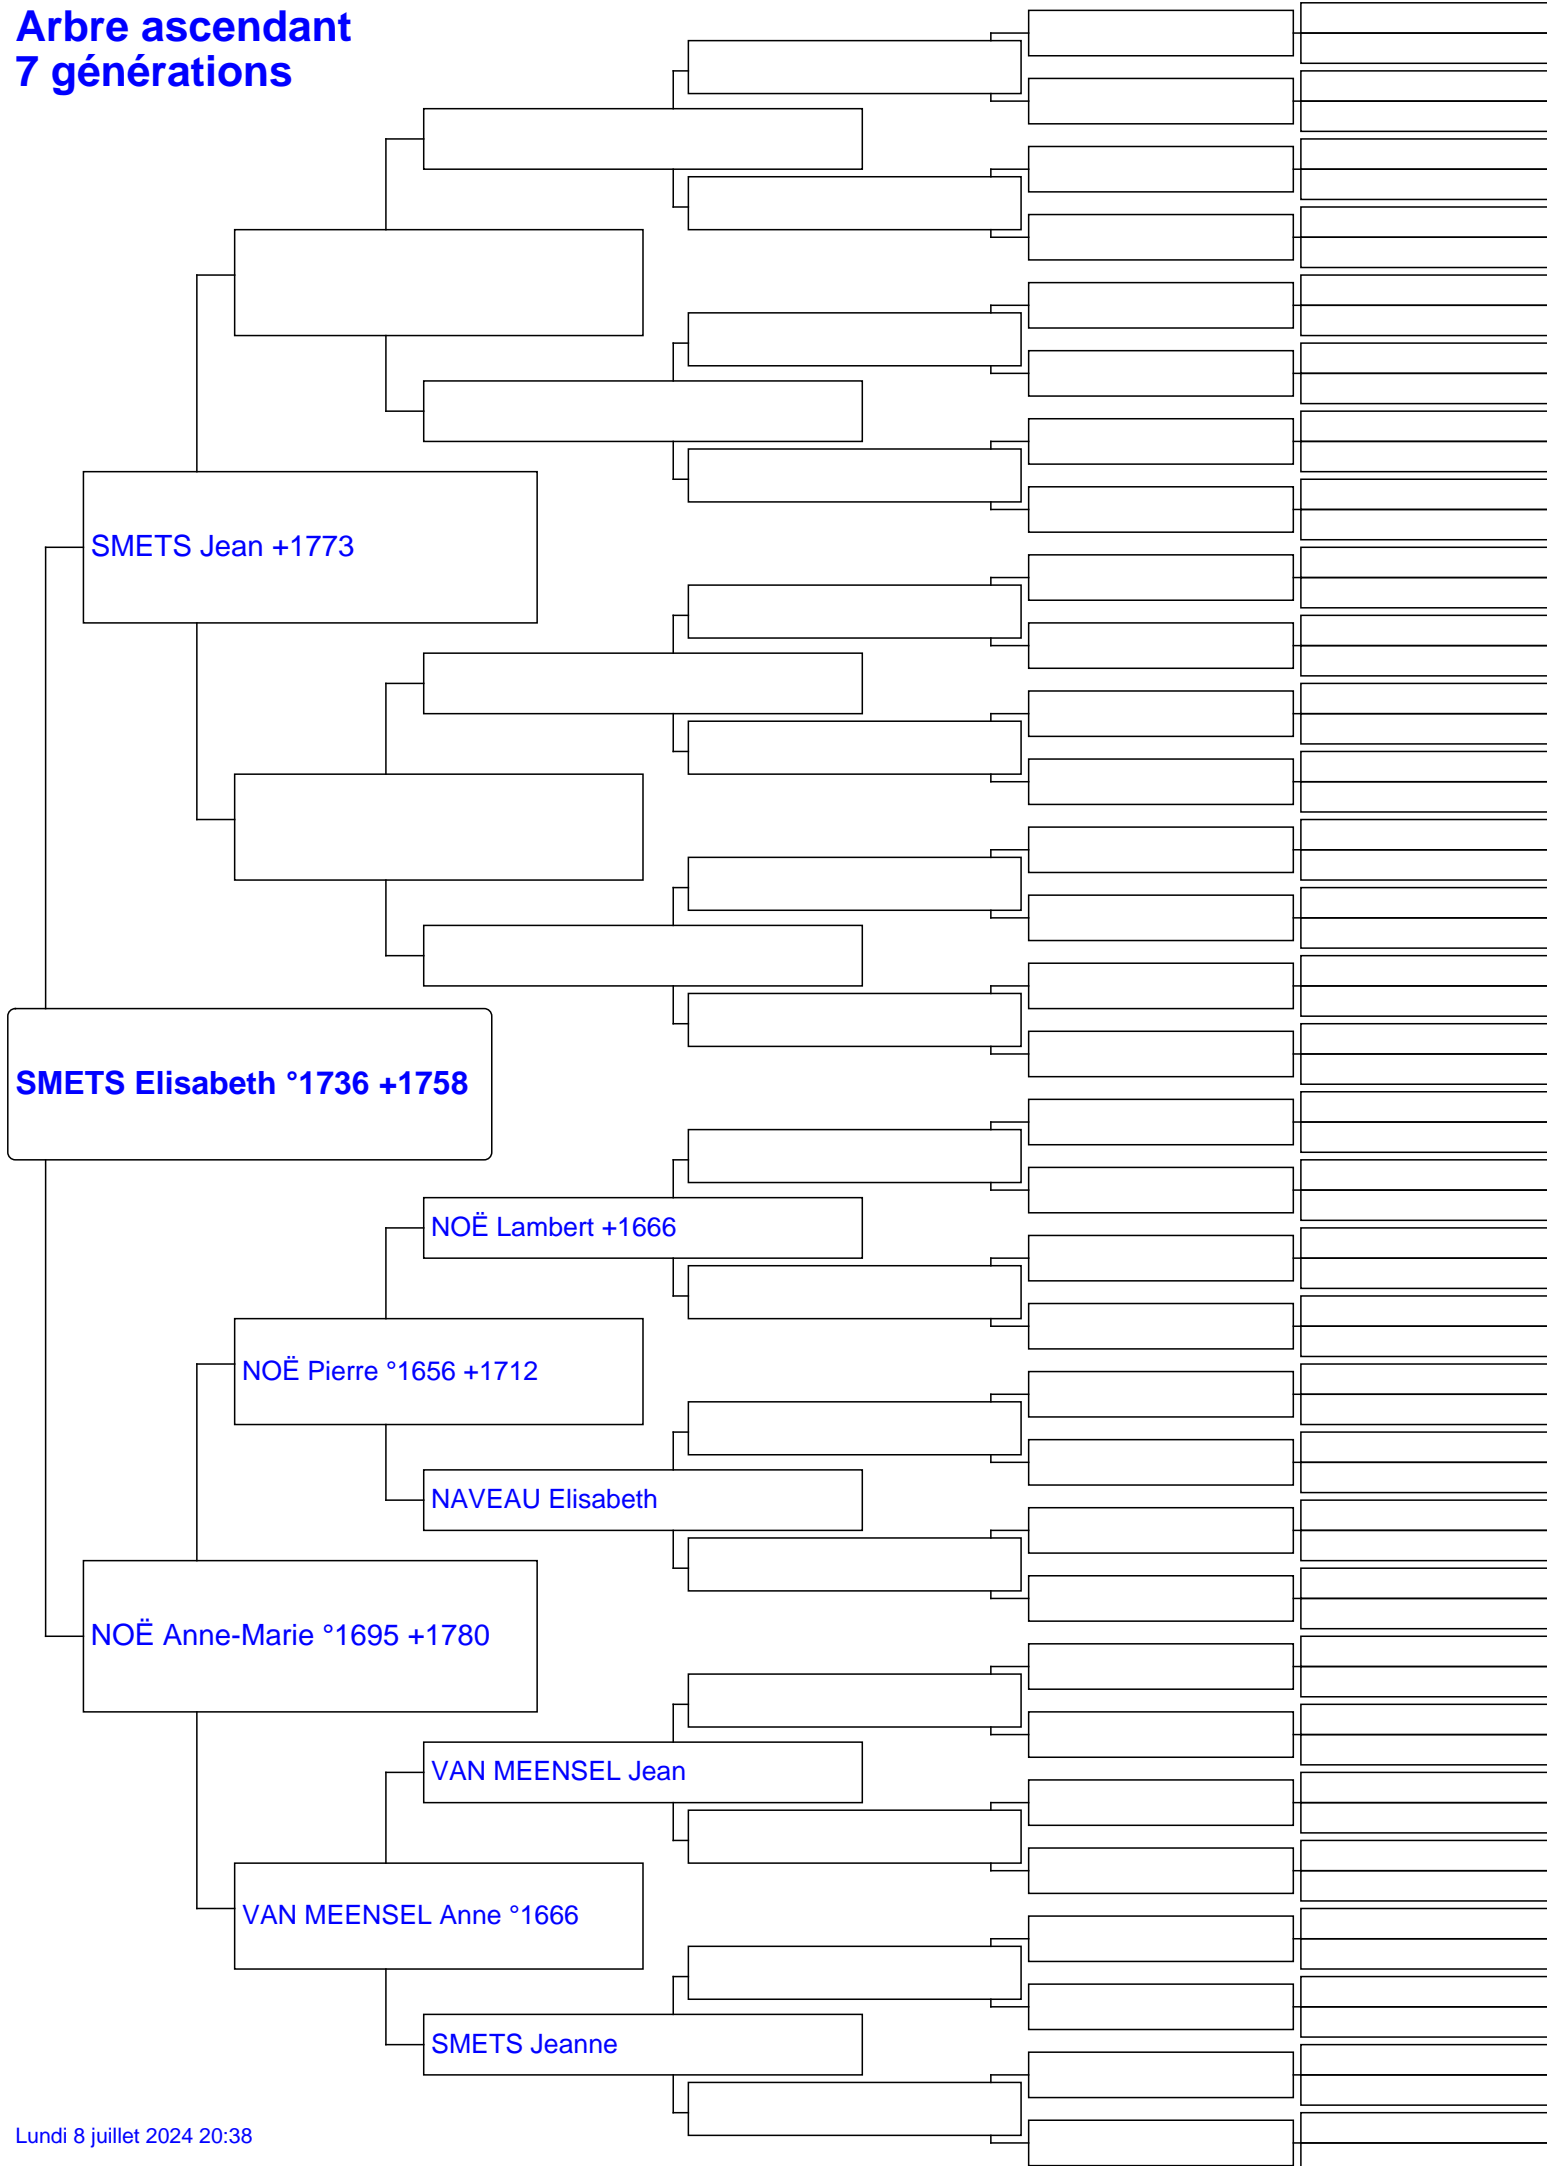 Arbre ascendant
7 générations
SMETS Jean +1773
SMETS Elisabeth °1736 +1758
NOË Lambert +1666
NOË Pierre °1656 +1712
NAVEAU Elisabeth
NOË Anne-Marie °1695 +1780
VAN MEENSEL Jean
VAN MEENSEL Anne °1666
SMETS Jeanne
Lundi 8 juillet 2024 20:38